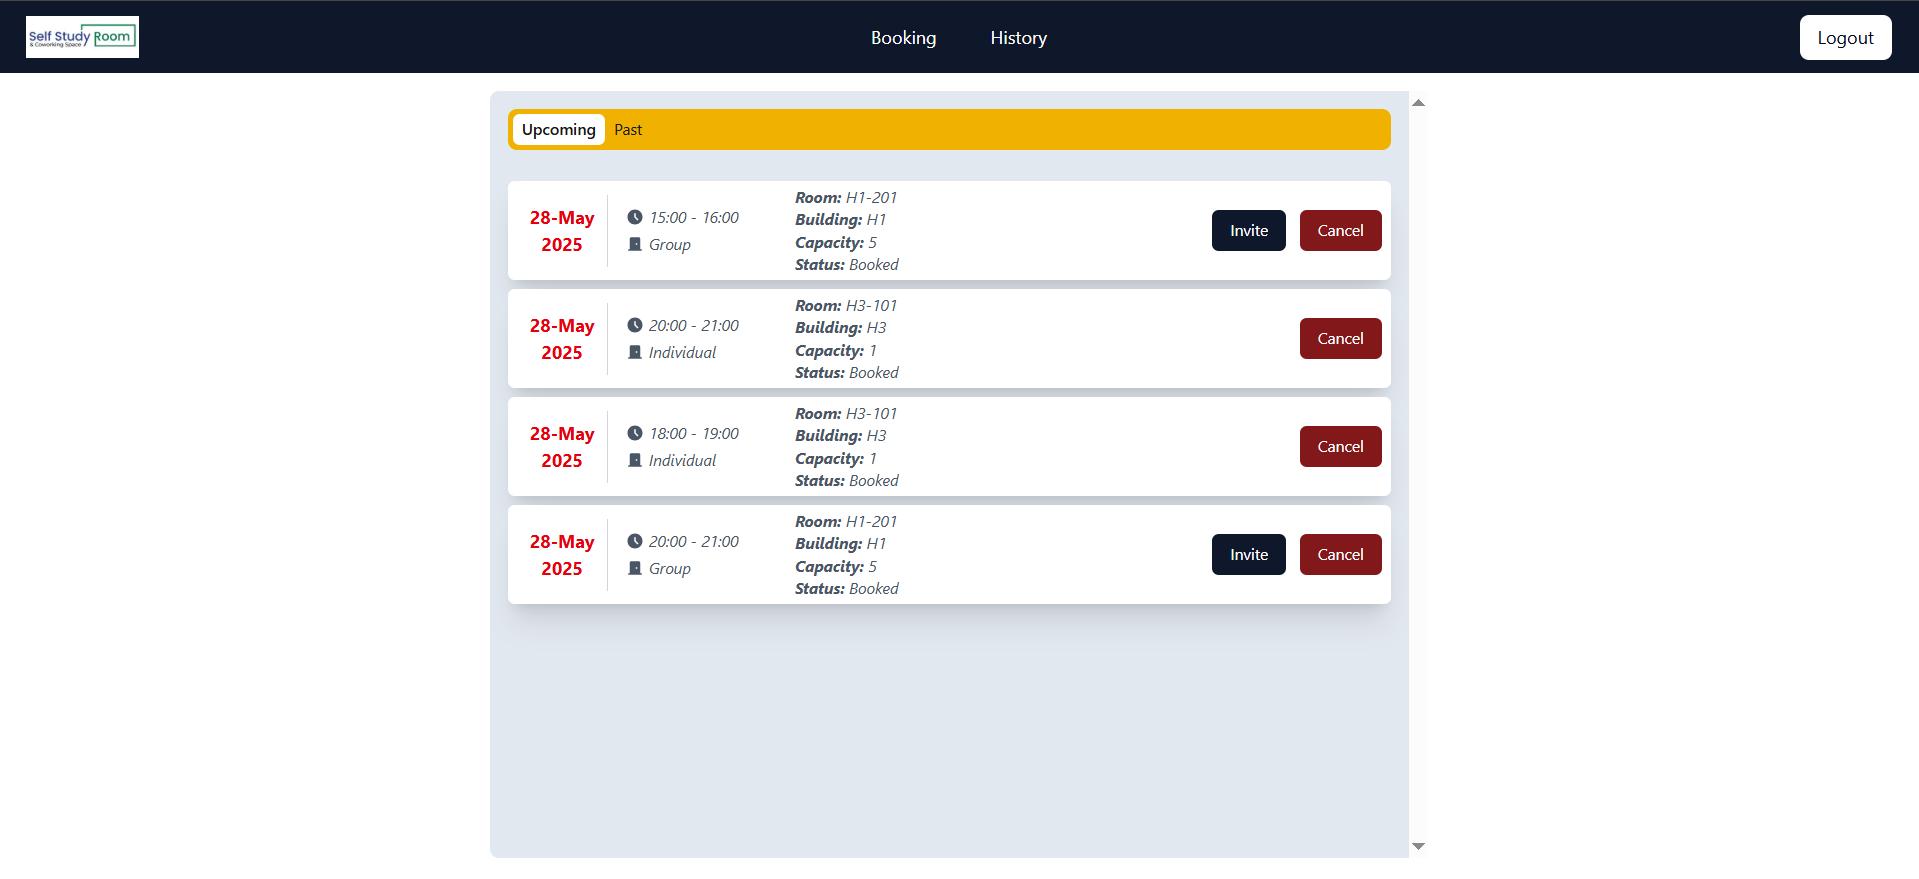 Self Study Room
& Coworking Space
Booking
History
Logout
Upcoming
Past
28-May
2025
15:00 - 16:00
Group
Room: H1-201
Building: H1
Capacity: 5
Status: Booked
Invite
Cancel
28-May
2025
20:00 - 21:00
Individual
Room: H3-101
Building: H3
Capacity: 1
Status: Booked
Cancel
28-May
2025
18:00 - 19:00
Individual
Room: H3-101
Building: H3
Capacity: 1
Status: Booked
Cancel
28-May
2025
20:00 - 21:00
Group
Room: H1-201
Building: H1
Capacity: 5
Status: Booked
Invite
Cancel